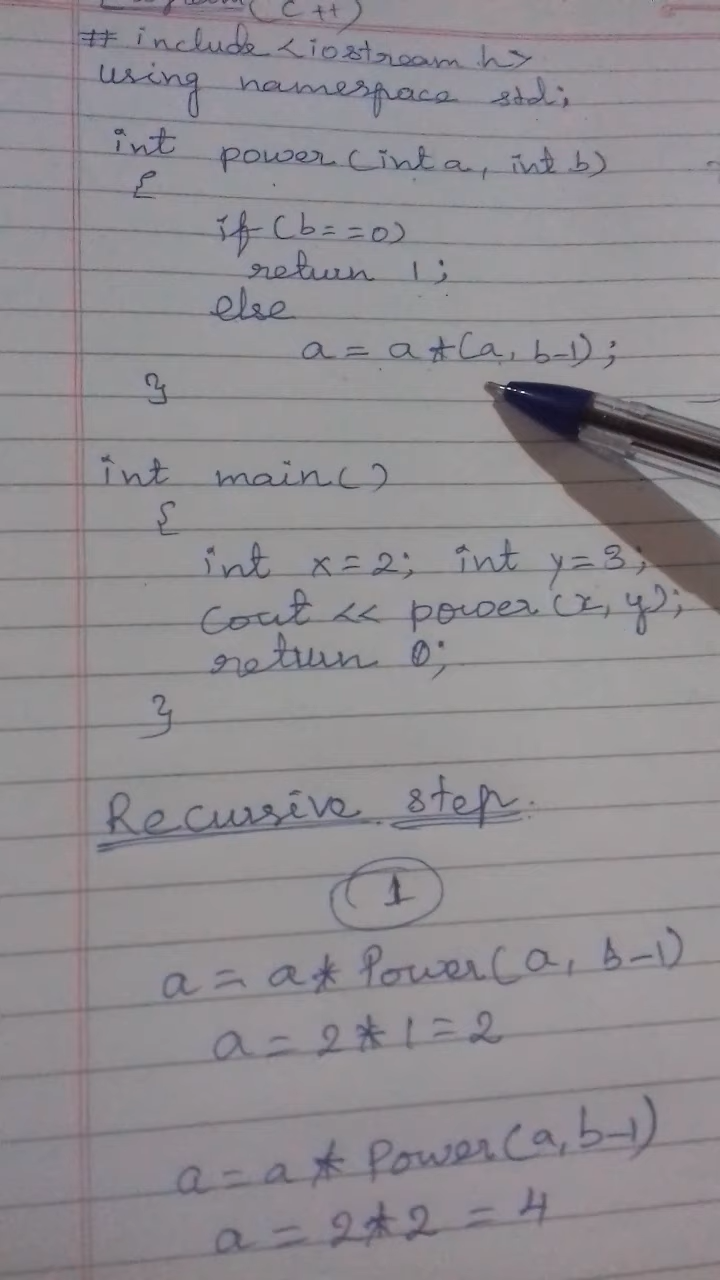 (C++)
# include <iostream.h>
using namespace std;
int power(int a, int b)
{
if (b==0)
return 1;
else
a = a*(a, b-1);
}
int main()
{
int x=2; int y=3;
cout << power(x, y);
return 0;
}
Recursive step.
1
a = a* Power(a, b-1)
a = 2*1=2
a = a* Power(a, b-1)
a = 2*2 = 4